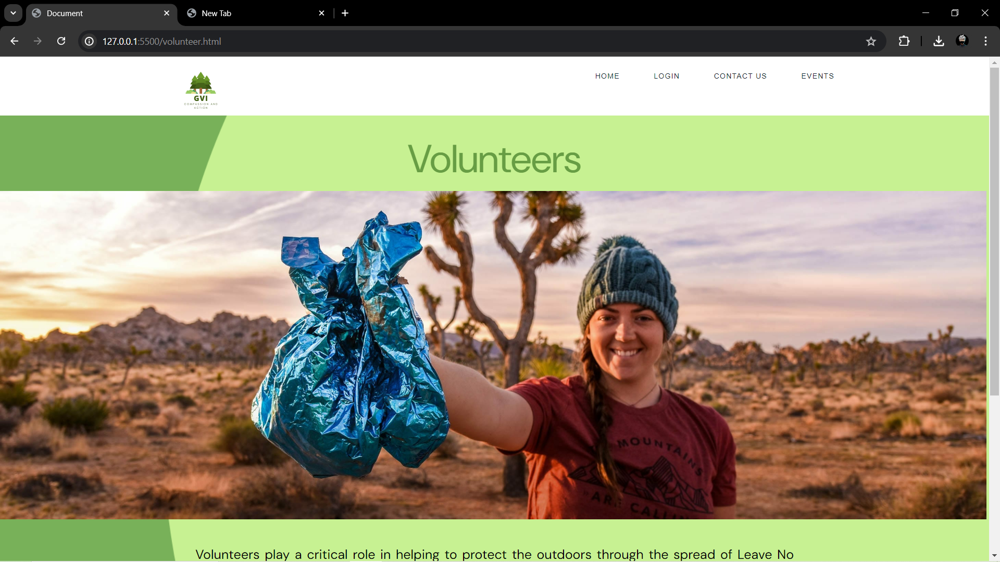 Document
New Tab
127.0.0.1:5500/volunteer.html
HOME
LOGIN
CONTACT US
EVENTS
GVI
COMPASSION AND
ACTION
Volunteers
MOUNTAINS
ARE CALLIN
Volunteers play a critical role in helping to protect the outdoors through the spread of Leave No